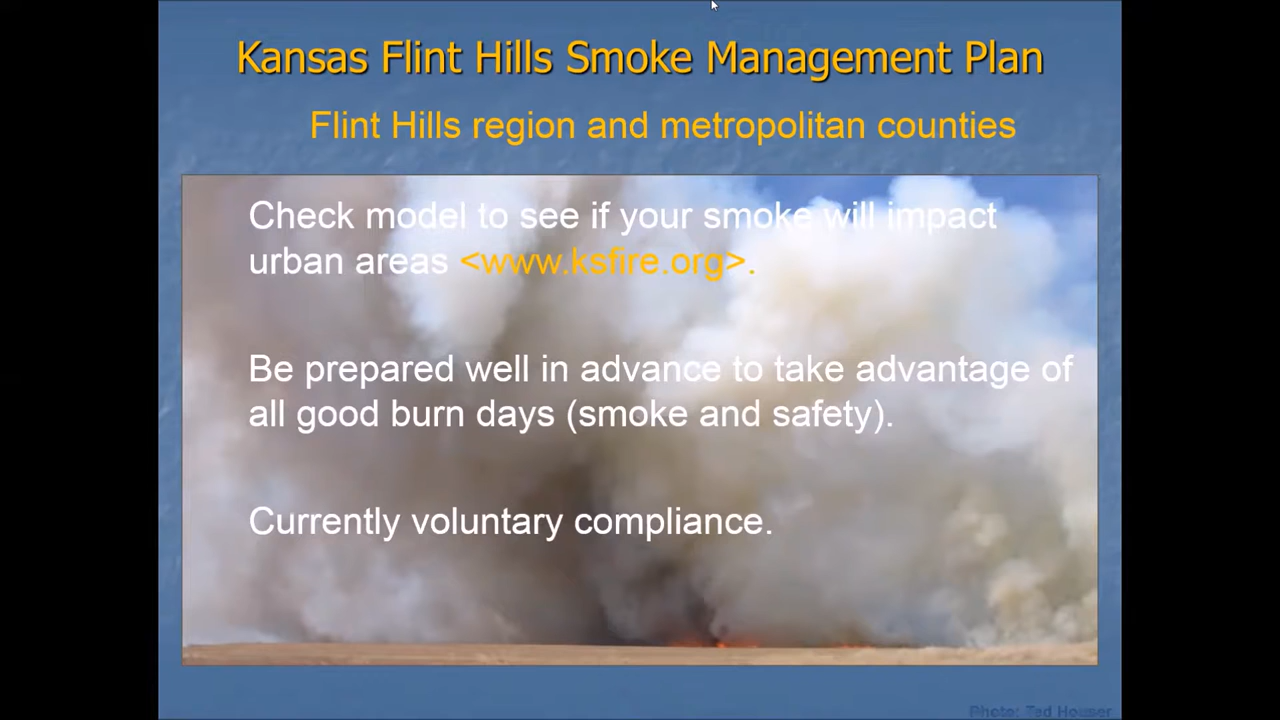 Kansas Flint Hills Smoke Management Plan
Flint Hills region and metropolitan counties
Check model to see if your smoke will impact
urban areas <www.ksfire.org>.
Be prepared well in advance to take advantage of
all good burn days (smoke and safety).
Currently voluntary compliance.
Photo: Ted Houser